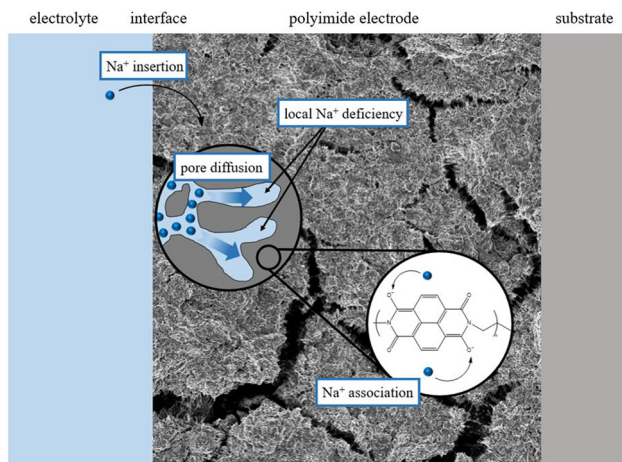 electrolyte interface polyimide electrode substrate
Na⁺ insertion
local Na⁺ deficiency
pore diffusion
O⁻ O
N N
O O⁻
n
Na⁺ association